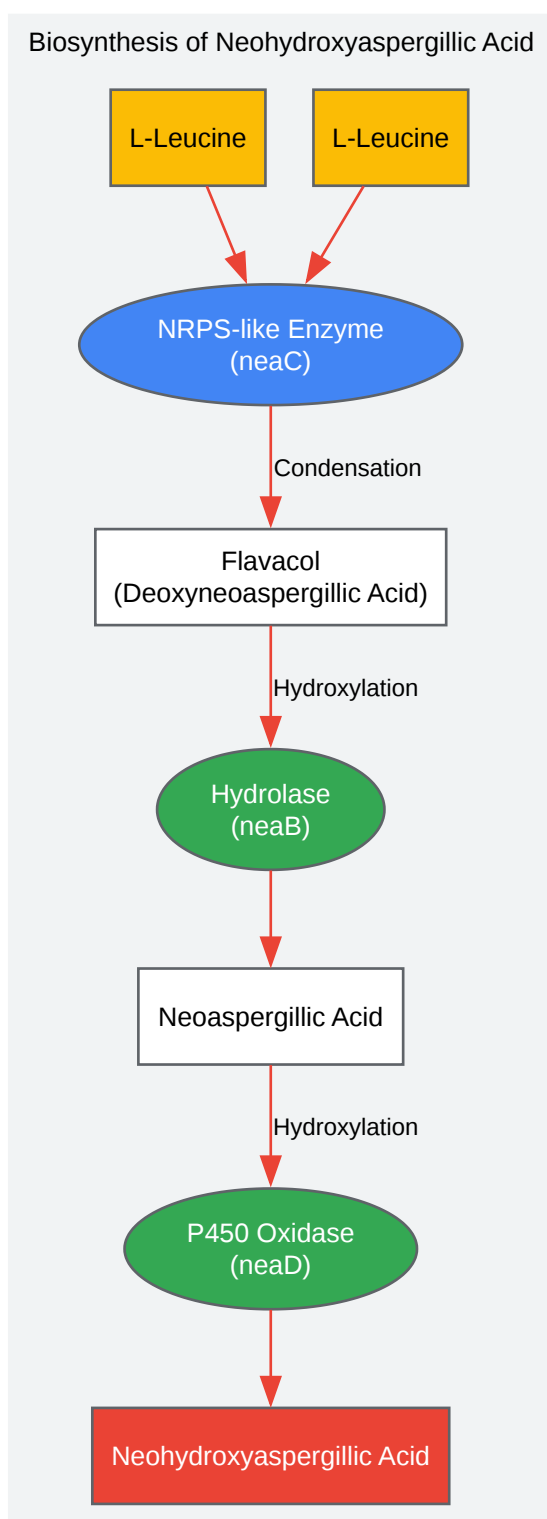 Biosynthesis of Neohydroxyaspergillic Acid
L-Leucine
L-Leucine
NRPS-like Enzyme
(neaC)
Condensation
Flavacol
(Deoxyneoaspergillic Acid)
Hydroxylation
Hydrolase
(neaB)
Neoaspergillic Acid
Hydroxylation
P450 Oxidase
(neaD)
Neohydroxyaspergillic Acid